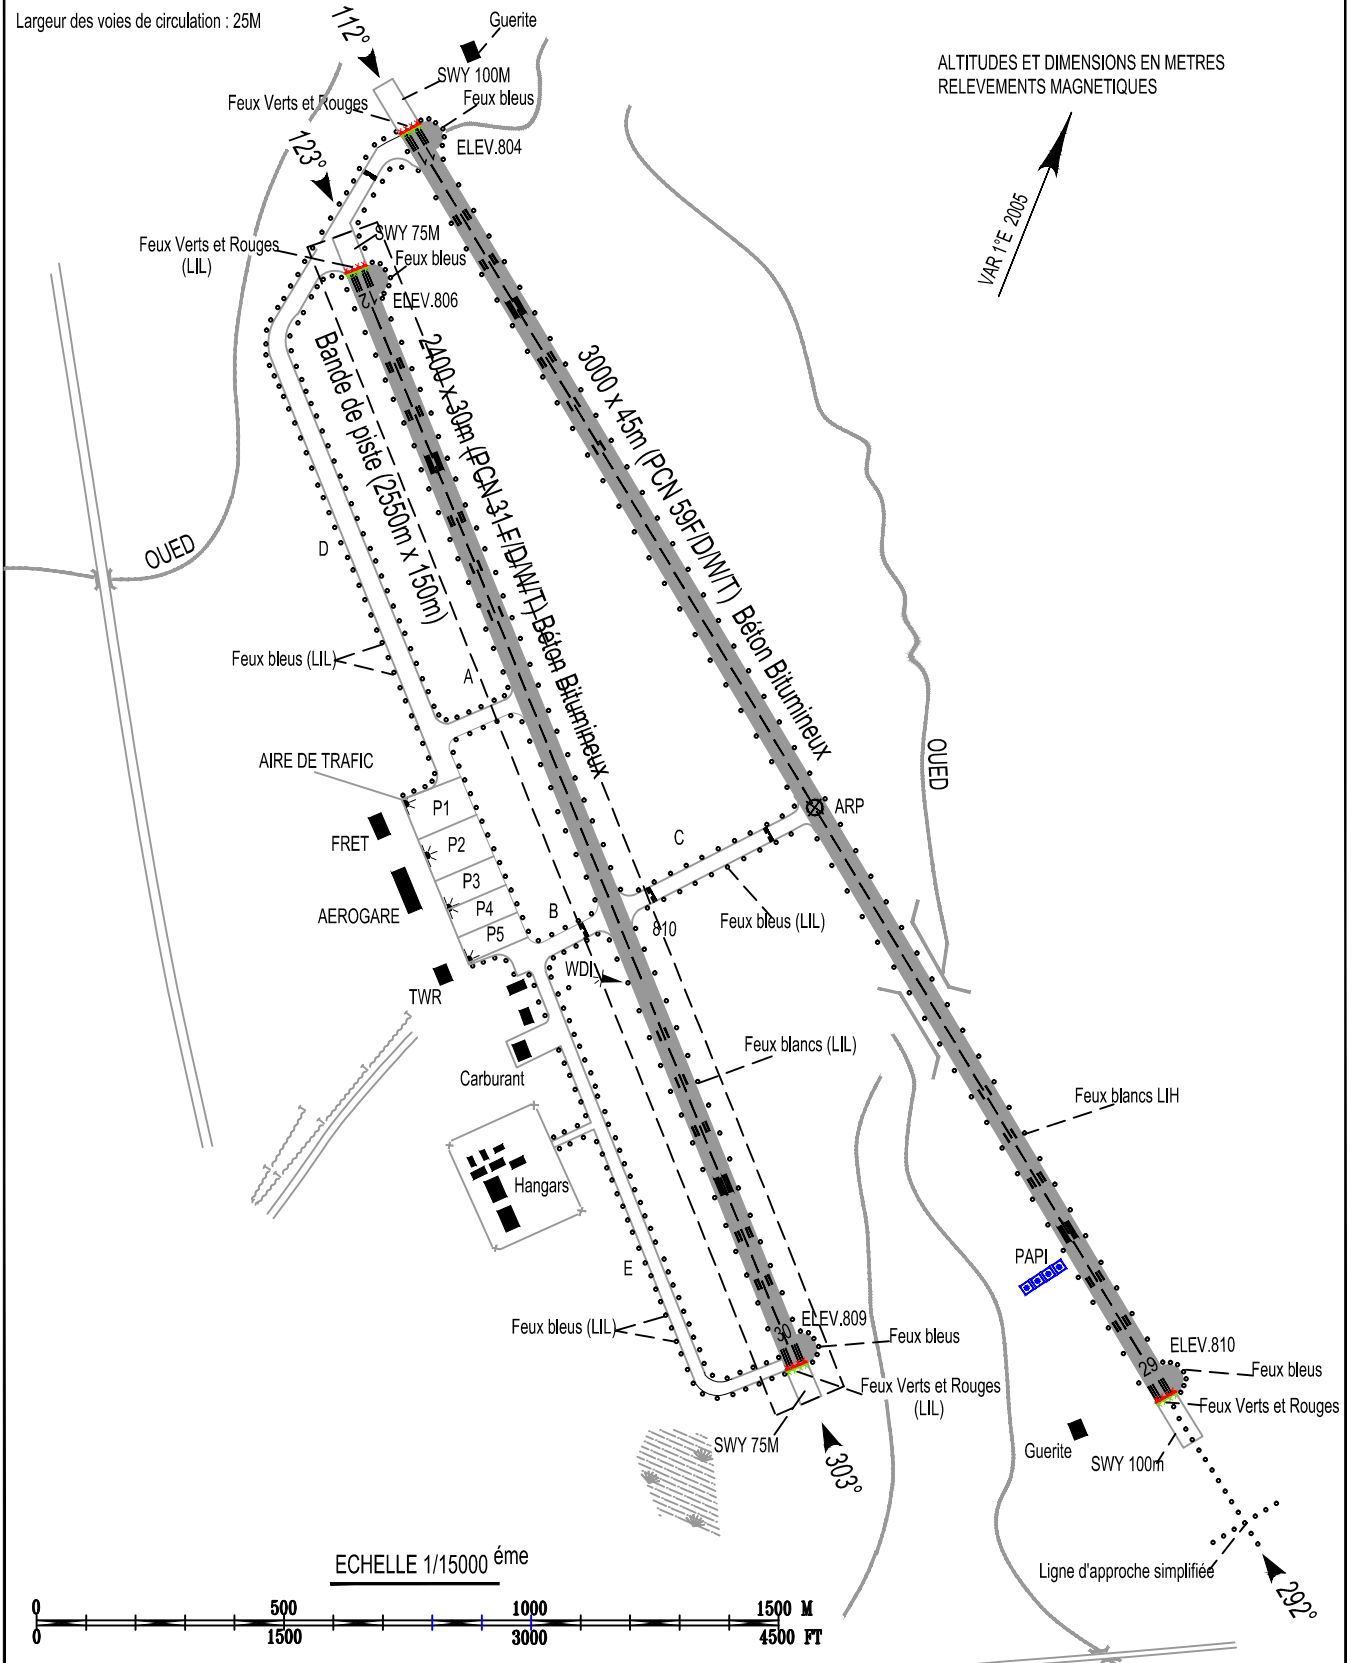 Largeur des voies de circulation : 25M
112°
Guerite
SWY 100M
Feux Verts et Rouges
Feux bleus
ELEV.804
ALTITUDES ET DIMENSIONS EN METRES
RELEVEMENTS MAGNETIQUES
VAR 1°E 2005
123°
11
SWY 75M
Feux Verts et Rouges
(LIL)
Feux bleus
ELEV.806
12
Bande de piste (2550m x 150m)
2400 x 30m (PCN 31 F/D/W/T) Béton Bitumineux
3000 x 45m (PCN 59F/D/W/T) Béton Bitumineux
OUED
D
Feux bleus (LIL)
A
OUED
AIRE DE TRAFIC
P1
ARP
FRET
P2
C
P3
AEROGARE
P4
B
Feux bleus (LIL)
P5
810
WDI
TWR
Feux blancs (LIL)
Carburant
Feux blancs LIH
Hangars
PAPI
E
Feux bleus (LIL)
30
ELEV.809
Feux bleus
ELEV.810
29
Feux bleus
Feux Verts et Rouges
(LIL)
Feux Verts et Rouges
SWY 75M
303°
Guerite
SWY 100m
Ligne d'approche simplifiée
292°
ECHELLE 1/15000 éme
0 500 1000 1500 M
0 1500 3000 4500 FT